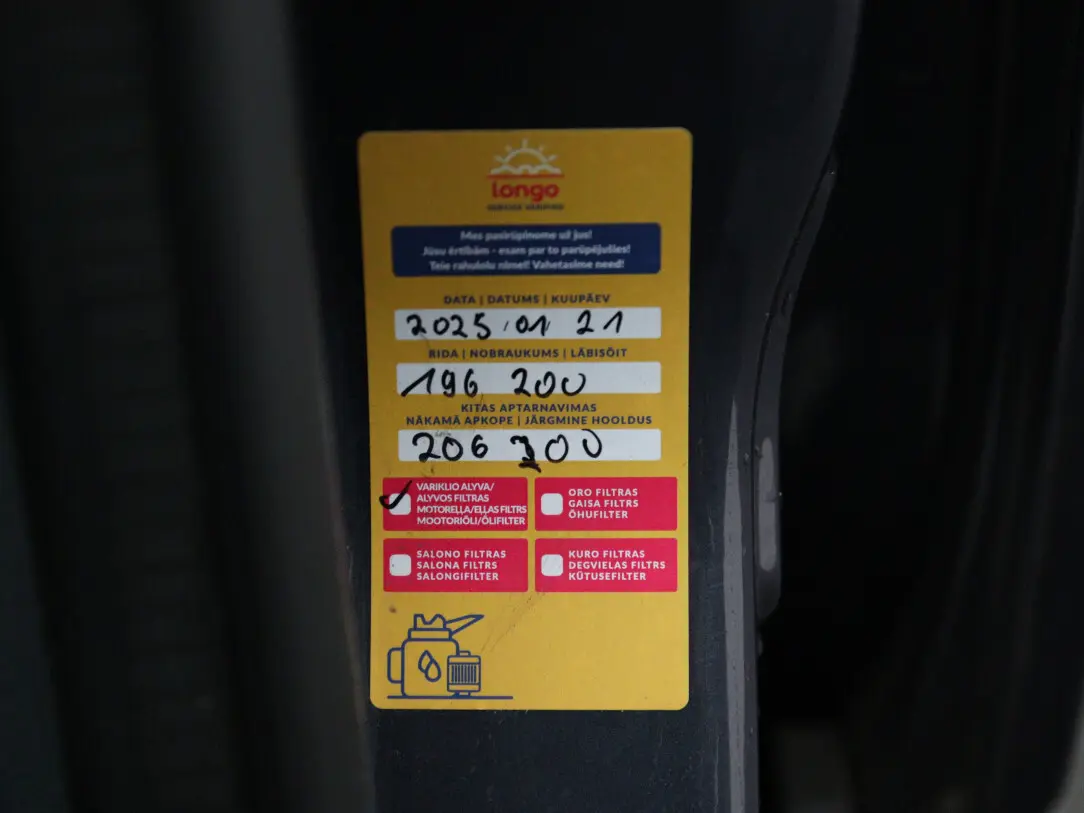 longo
Mes pasirūpinome už jus!
Jūsu ērtībām - esam par to parūpējušies!
Teie rahulolu nimel! Vahetasime need!
DATA | DATUMS | KUUPÄEV
2025.01 21
RIDA | NOBRAUKUMS | LÄBISÕIT
196 200
KITAS APTARNAVIMAS
NĀKAMĀ APKOPE | JÄRGMINE HOOLDUS
206
VARIKLIO ALYVA/
ALYVOS FILTRAS
MOTOREĻĻA/EĻĻAS FILTRS
MOOTORIÕLI/ÕLIFILTER
ORO FILTRAS
GAISA FILTRS
ÕHUFILTER
SALONO FILTRAS
SALONA FILTRS
SALONGIFILTER
KURO FILTRAS
DEGVIELAS FILTRS
KÜTUSEFILTER